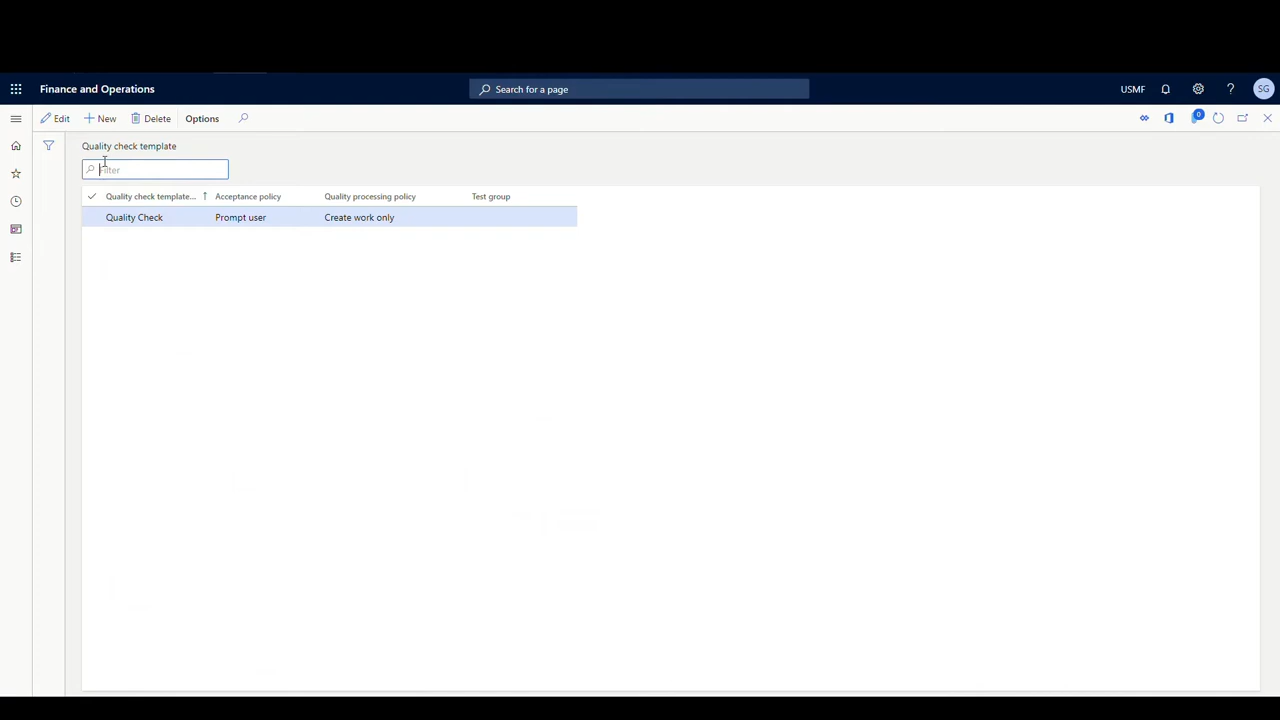 Finance and Operations
Search for a page
USMF
?
SG
Edit
New
Delete
Options
0
Quality check template
Filter
Quality check template... Acceptance policy Quality processing policy Test group
Quality Check Prompt user Create work only